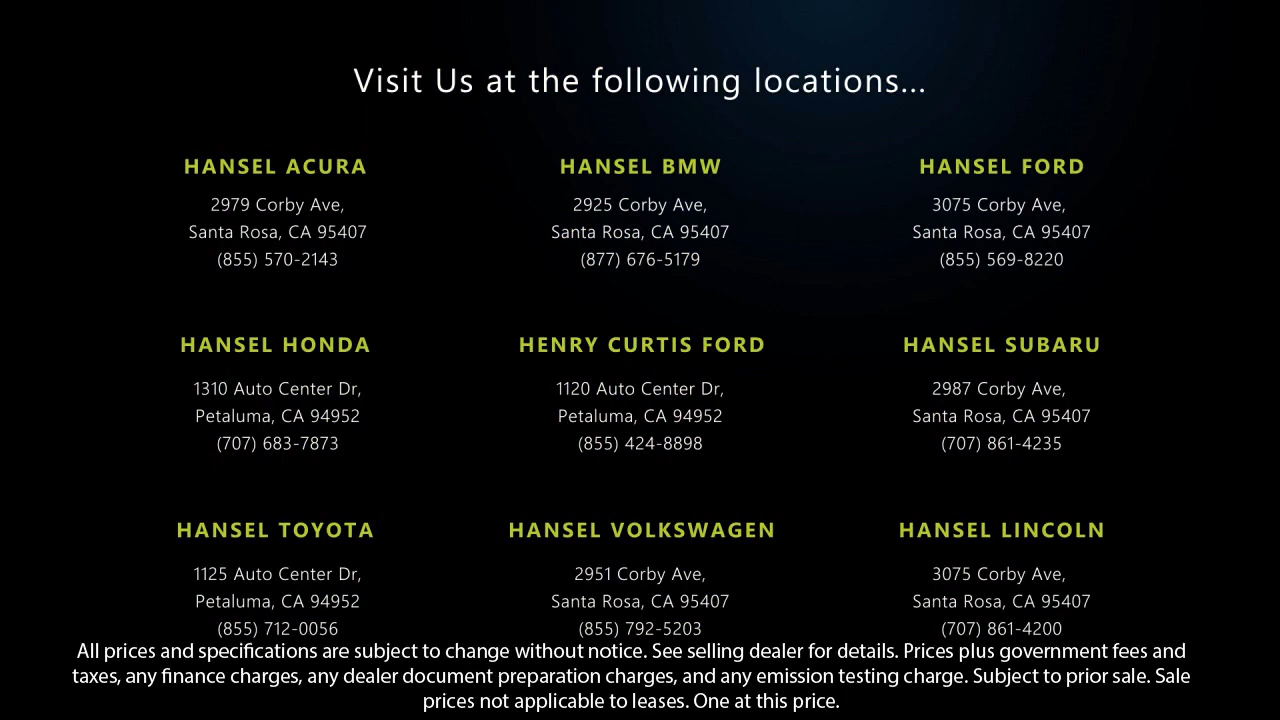 Visit Us at the following locations...
HANSEL ACURA
2979 Corby Ave,
Santa Rosa, CA 95407
(855) 570-2143
HANSEL BMW
2925 Corby Ave,
Santa Rosa, CA 95407
(877) 676-5179
HANSEL FORD
3075 Corby Ave,
Santa Rosa, CA 95407
(855) 569-8220
HANSEL HONDA
1310 Auto Center Dr,
Petaluma, CA 94952
(707) 683-7873
HENRY CURTIS FORD
1120 Auto Center Dr,
Petaluma, CA 94952
(855) 424-8898
HANSEL SUBARU
2987 Corby Ave,
Santa Rosa, CA 95407
(707) 861-4235
HANSEL TOYOTA
1125 Auto Center Dr,
Petaluma, CA 94952
(855) 712-0056
HANSEL VOLKSWAGEN
2951 Corby Ave,
Santa Rosa, CA 95407
(855) 792-5203
HANSEL LINCOLN
3075 Corby Ave,
Santa Rosa, CA 95407
(707) 861-4200
All prices and specifications are subject to change without notice. See selling dealer for details. Prices plus government fees and
taxes, any finance charges, any dealer document preparation charges, and any emission testing charge. Subject to prior sale. Sale
prices not applicable to leases. One at this price.